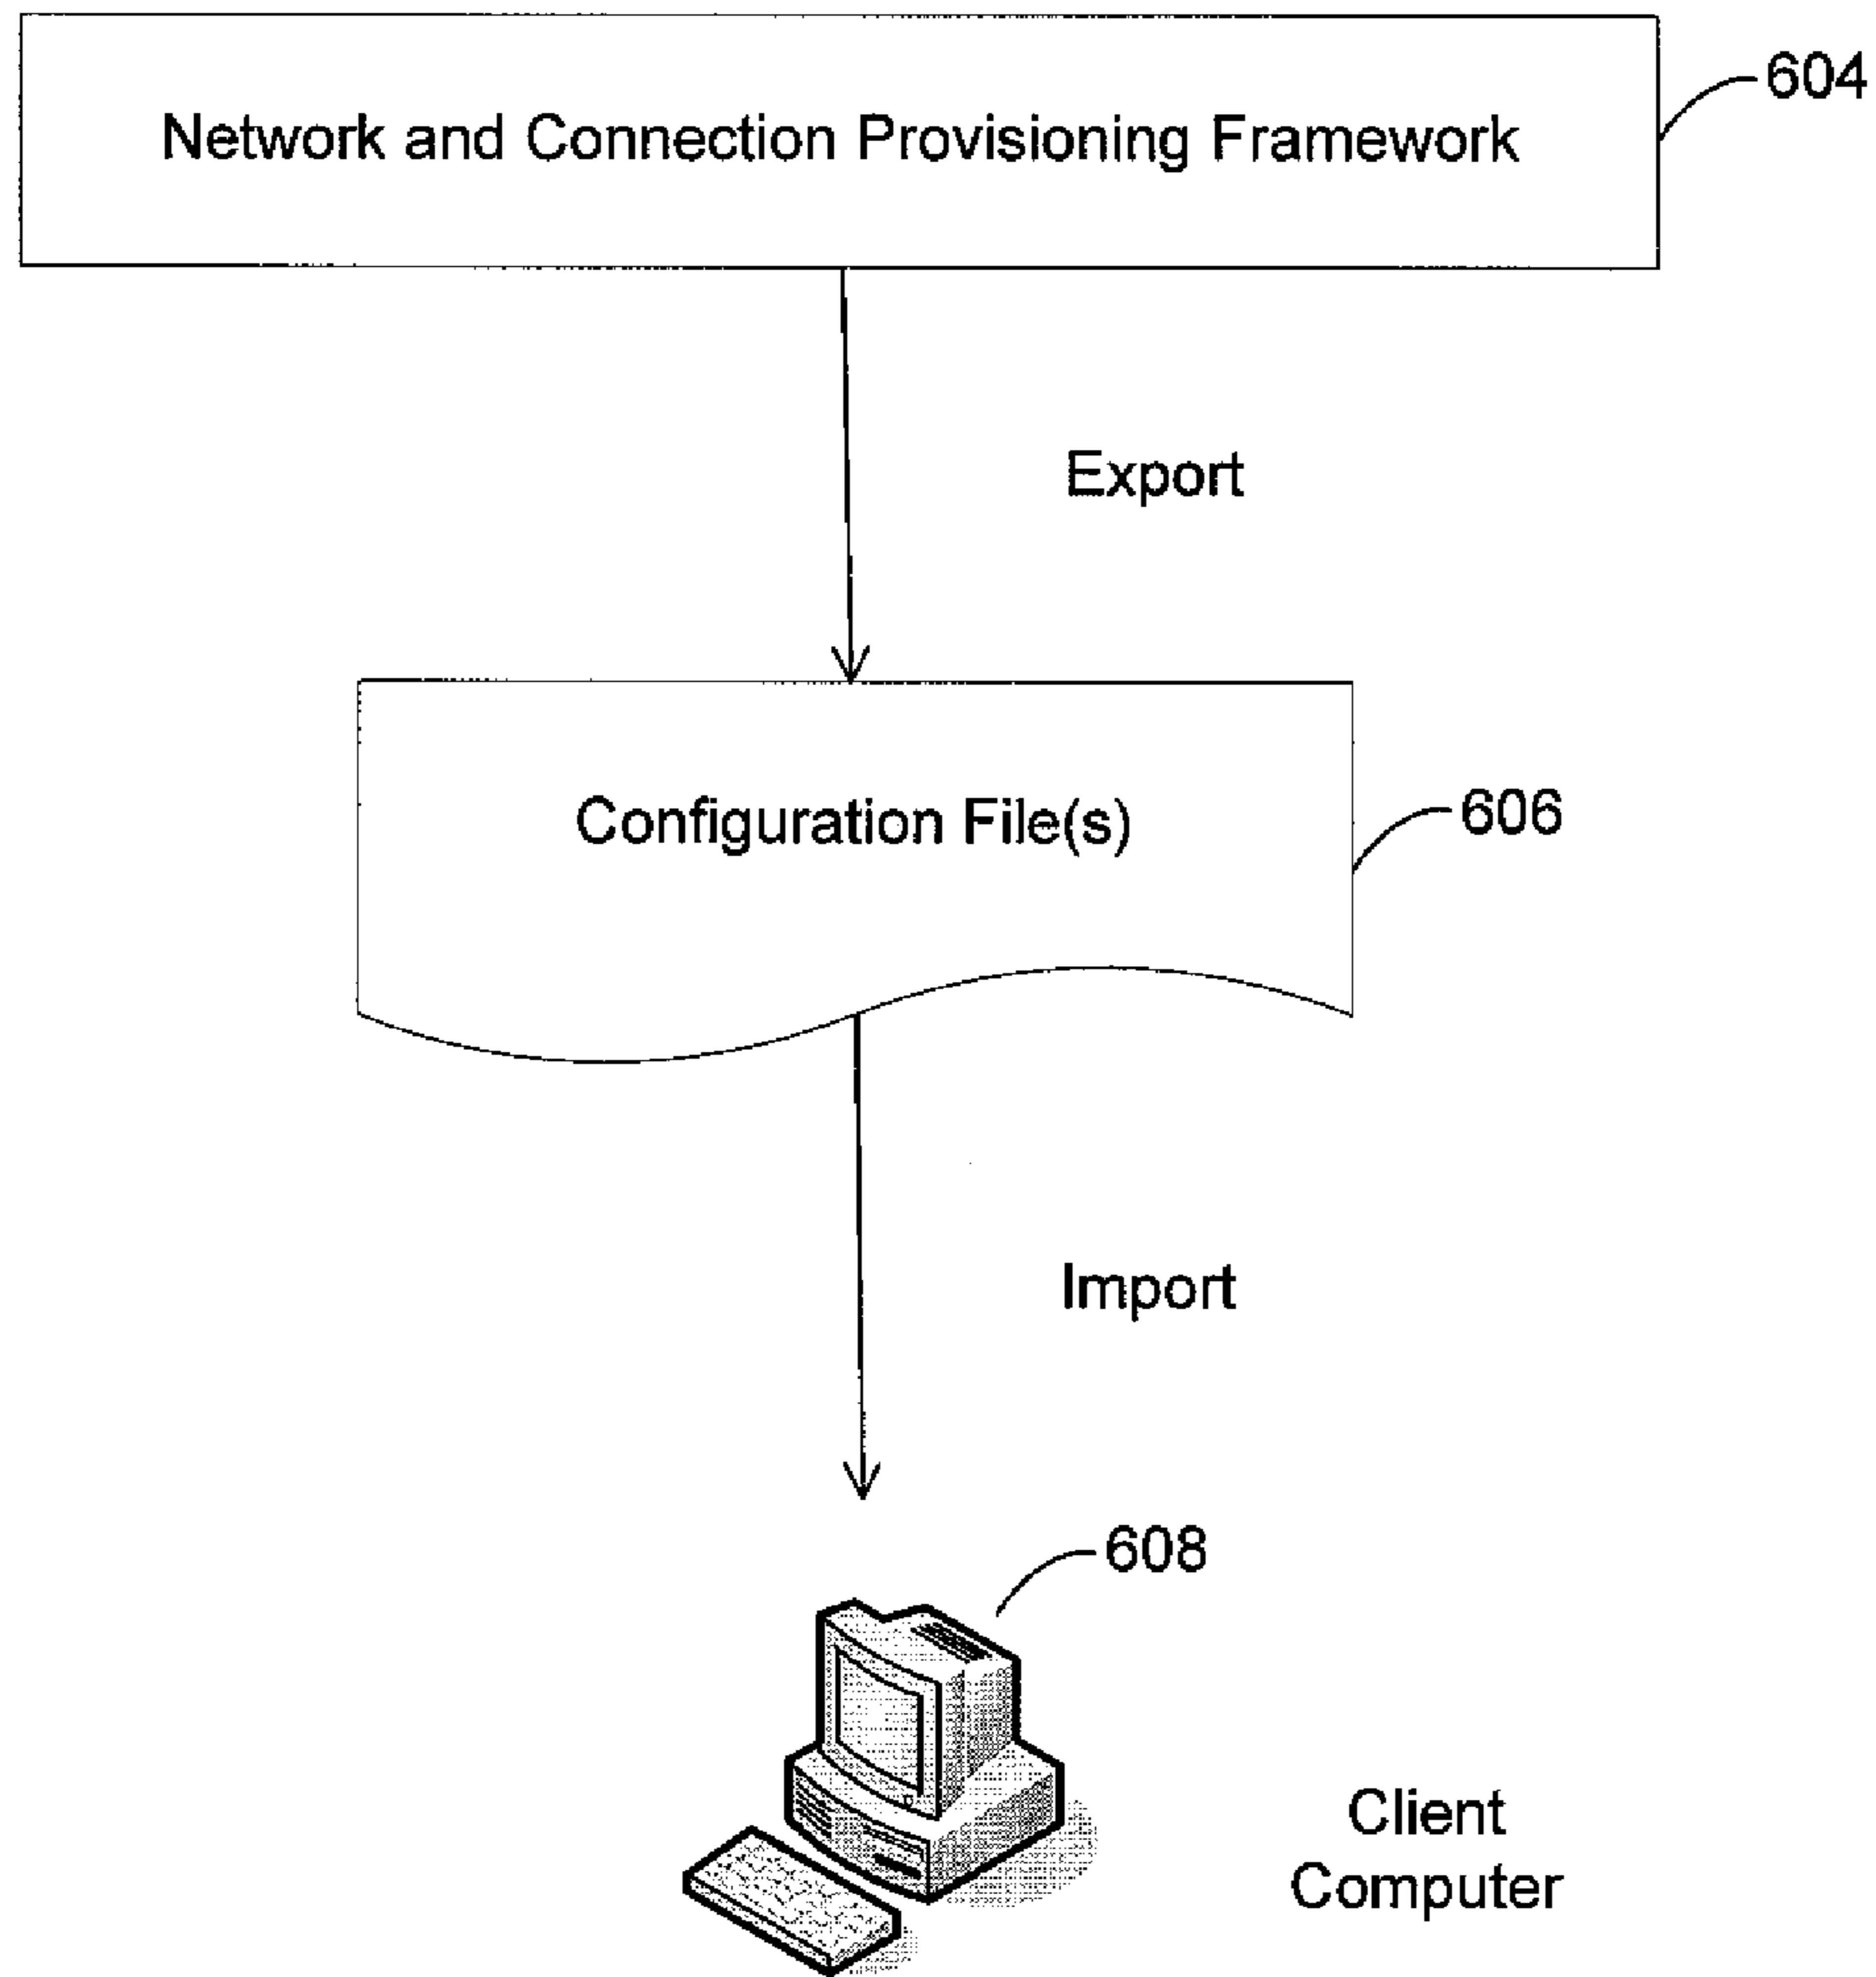 Network and Connection Provisioning Framework
604
Export
Configuration File(s)
606
Import
608
Client
Computer